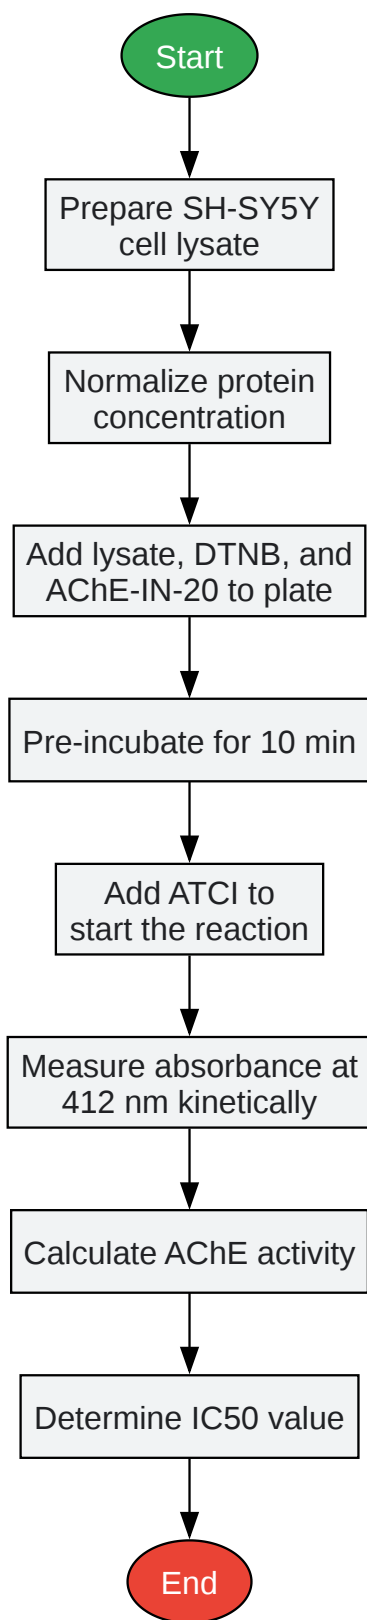 Start
Prepare SH-SY5Y
cell lysate
Normalize protein
concentration
Add lysate, DTNB, and
AChE-IN-20 to plate
Pre-incubate for 10 min
Add ATCI to
start the reaction
Measure absorbance at
412 nm kinetically
Calculate AChE activity
Determine IC50 value
End